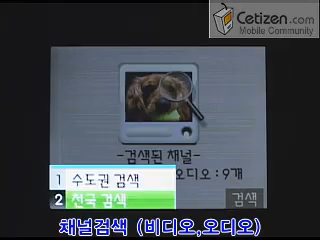 Cetizen.com
Mobile Community
-검색된 채널-
오디오 : 9개
1 수도권 검색
2 전국 검색
검색
채널검색 (비디오,오디오)